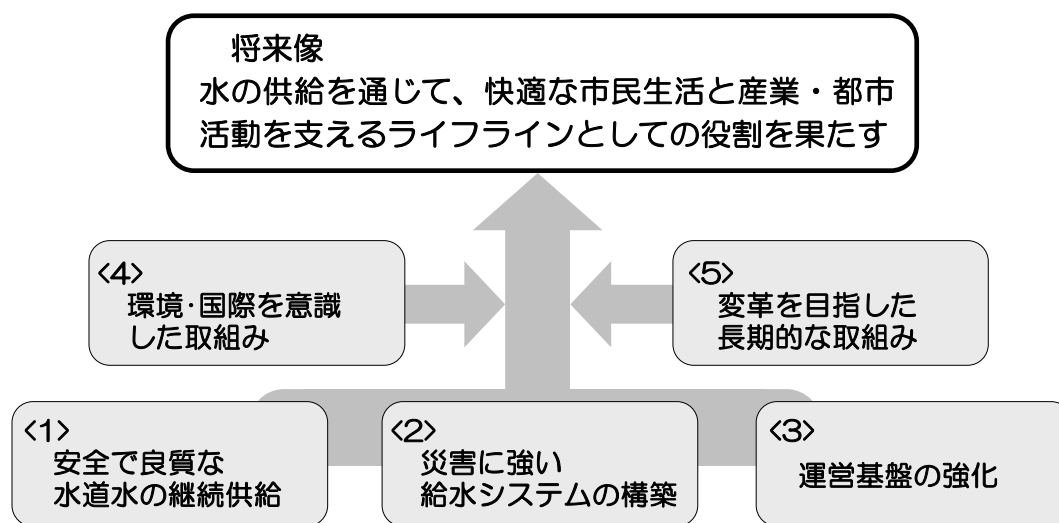 将来像
水の供給を通じて、快適な市民生活と産業・都市
活動を支えるライフラインとしての役割を果たす
<4>
環境・国際を意識
した取組み
<5>
変革を目指した
長期的な取組み
<1>
安全で良質な
水道水の継続供給
<2>
災害に強い
給水システムの構築
<3>
運営基盤の強化